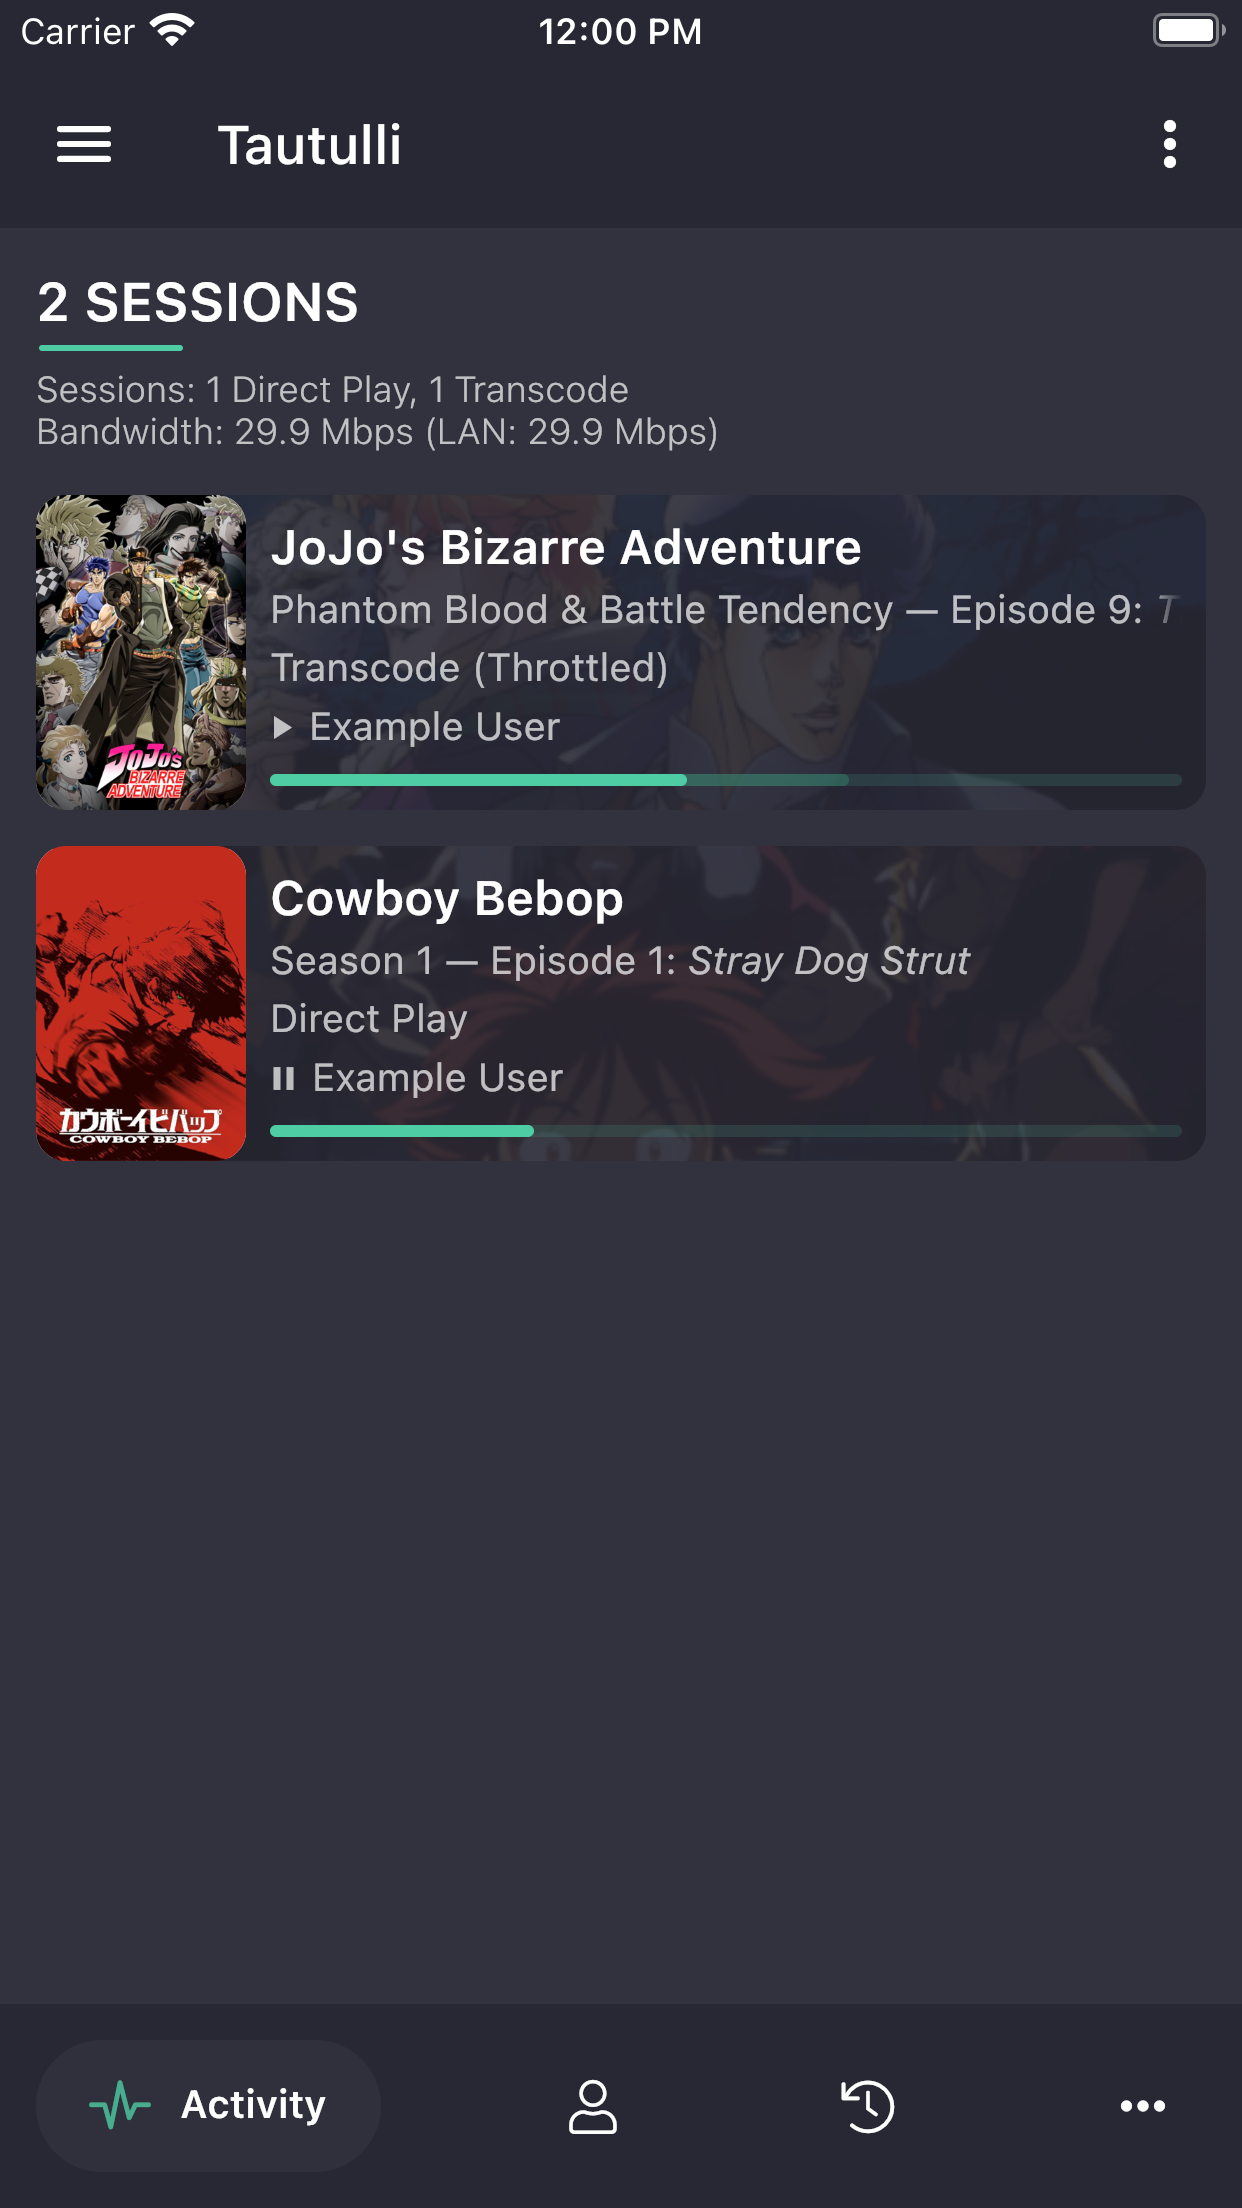 Carrier
12:00 PM
Tautulli
2 SESSIONS
Sessions: 1 Direct Play, 1 Transcode
Bandwidth: 29.9 Mbps (LAN: 29.9 Mbps)
JoJo's Bizarre Adventure
Phantom Blood & Battle Tendency — Episode 9: T
Transcode (Throttled)
Example User
JOJO'S
BIZARRE
ADVENTURE
Cowboy Bebop
Season 1 — Episode 1: Stray Dog Strut
Direct Play
Example User
カウボーイビバップ
COWBOY BEBOP
Activity